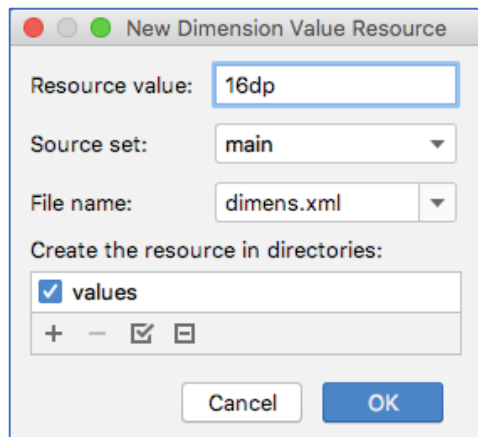 New Dimension Value Resource
Resource value: 16dp
Source set: main
File name: dimens.xml
Create the resource in directories:
values
Cancel OK